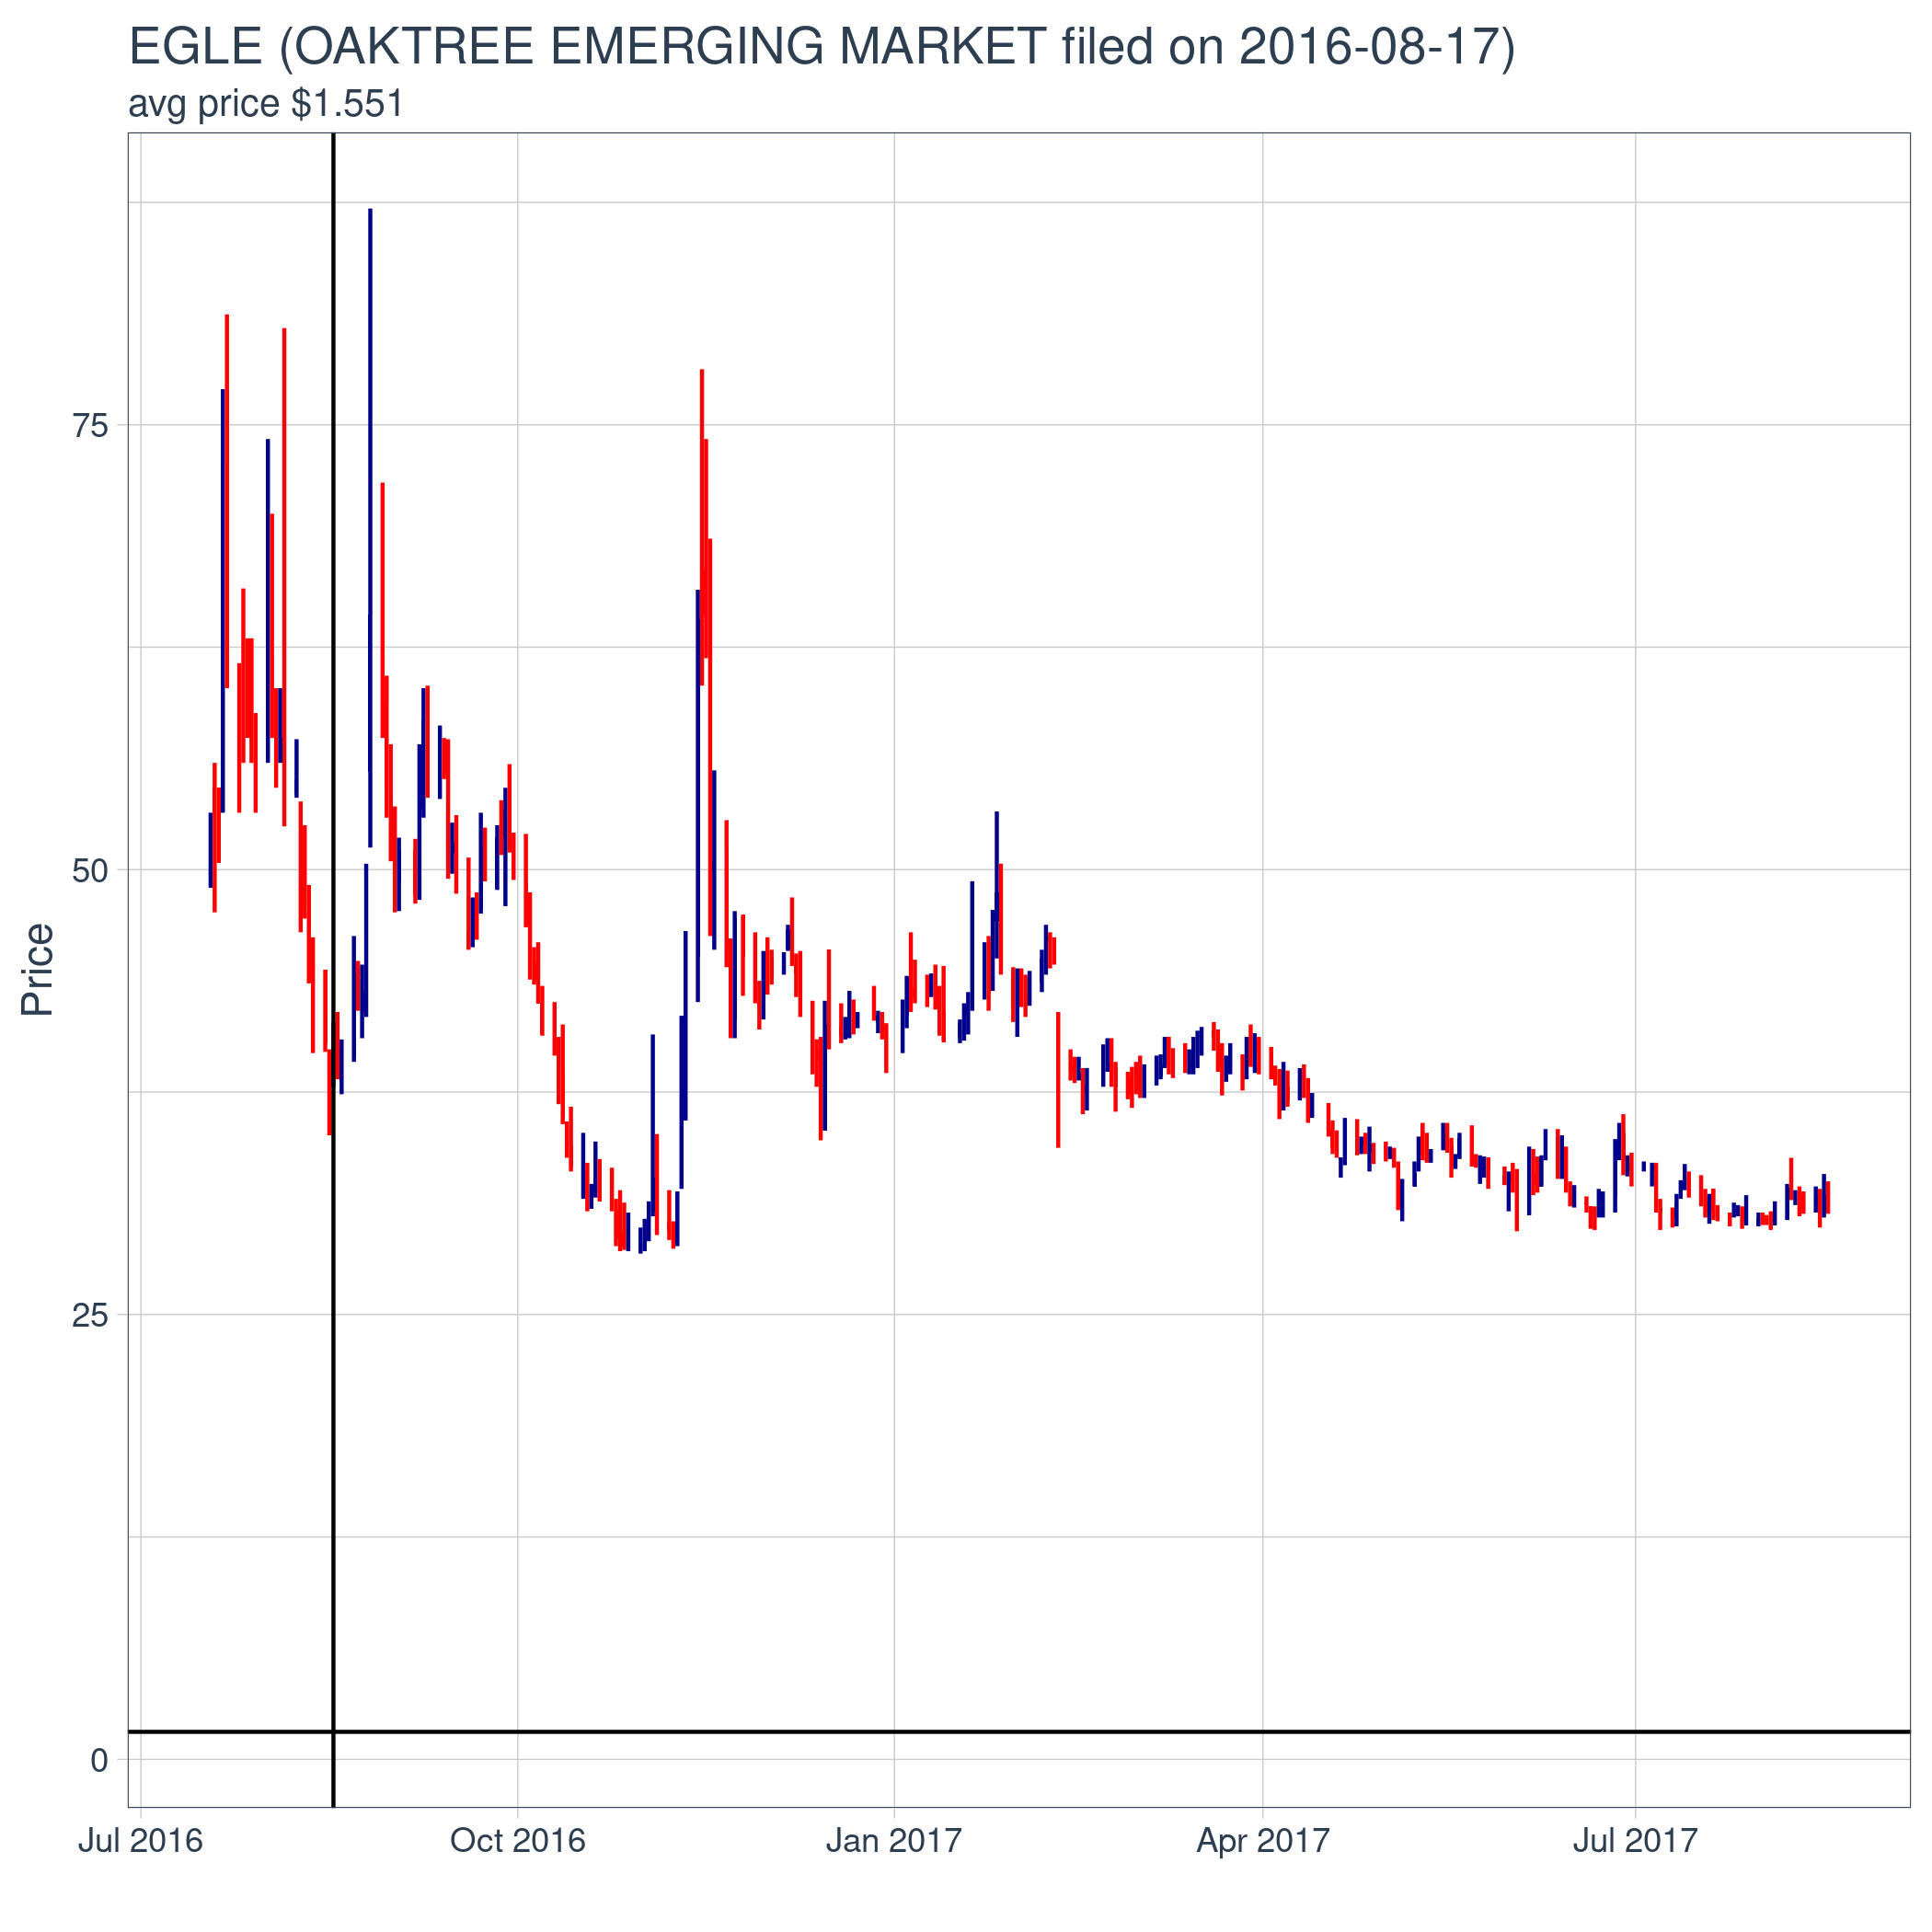 EGLE (OAKTREE EMERGING MARKET filed on 2016-08-17)
avg price $1.551
75
50
25
0
Price
Jul 2016 Oct 2016 Jan 2017 Apr 2017 Jul 2017